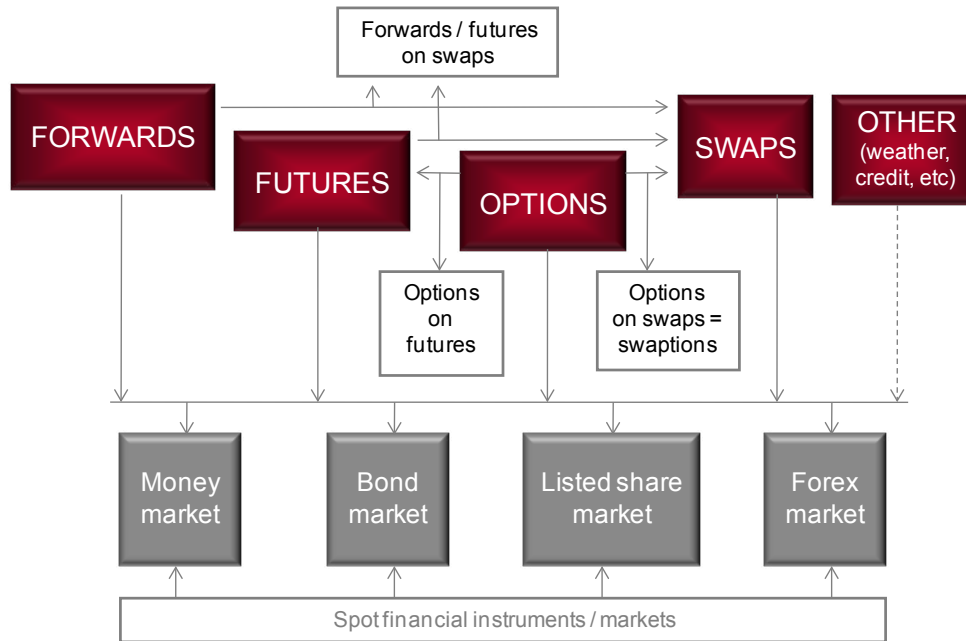 Forwards / futures
on swaps
FORWARDS
FUTURES
OPTIONS
SWAPS
OTHER
(weather,
credit, etc)
Options
on
futures
Options
on swaps =
swaptions
Money
market
Bond
market
Listed share
market
Forex
market
Spot financial instruments / markets